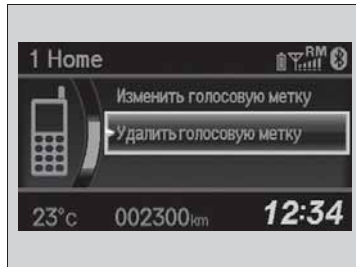 1 Home RM
Изменить голосовую метку
Удалить голосовую метку
23°c 002300km 12:34